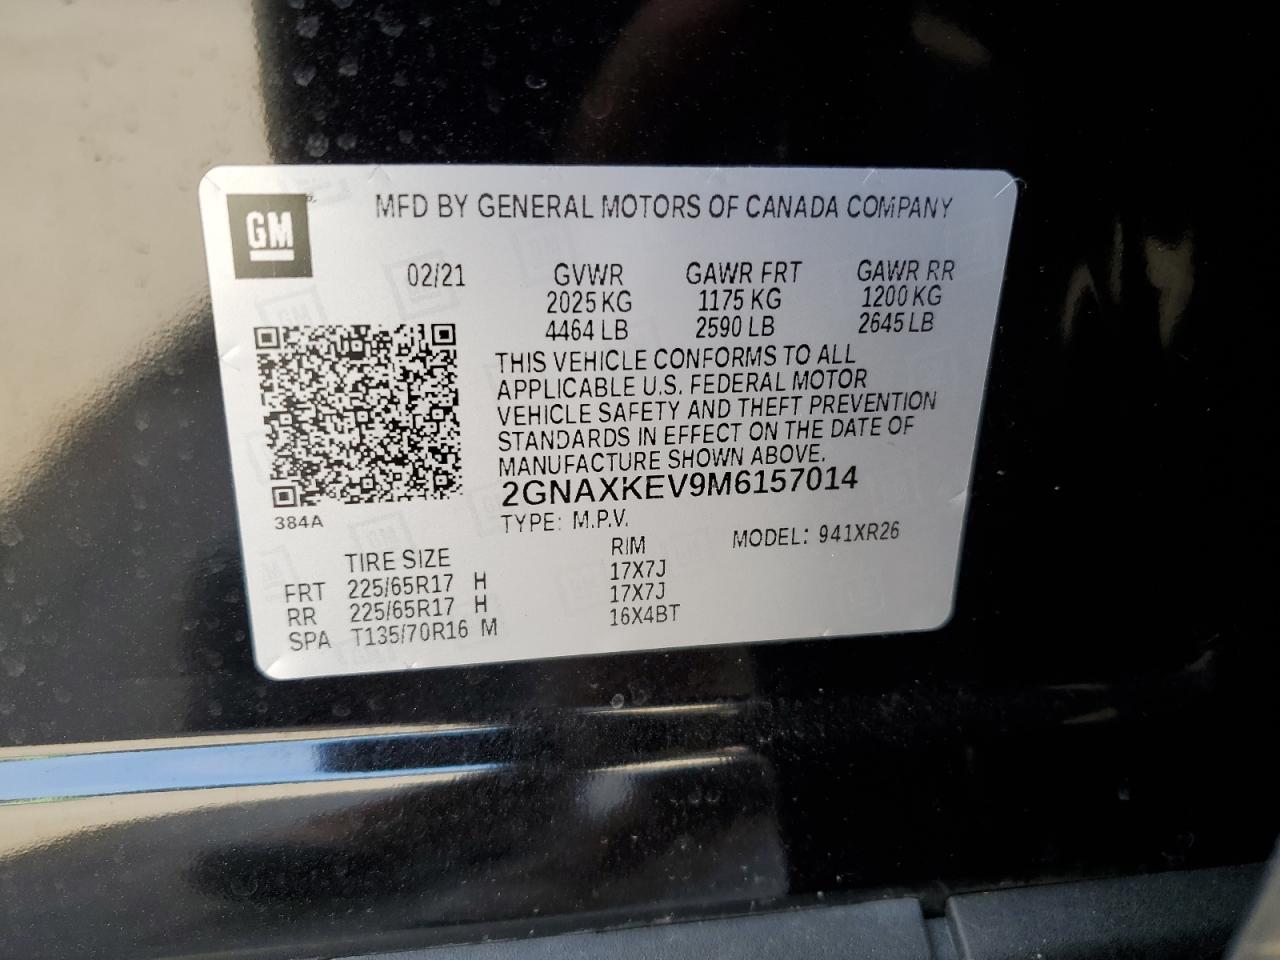 GM
MFD BY GENERAL MOTORS OF CANADA COMPANY
02/21 GVWR GAWR FRT GAWR RR
2025 KG 1175 KG 1200 KG
4464 LB 2590 LB 2645 LB
THIS VEHICLE CONFORMS TO ALL
APPLICABLE U.S. FEDERAL MOTOR
VEHICLE SAFETY AND THEFT PREVENTION
STANDARDS IN EFFECT ON THE DATE OF
MANUFACTURE SHOWN ABOVE.
2GNAXKEV9M6157014
384A
TYPE: M.P.V. MODEL: 941XR26
TIRE SIZE RIM
FRT 225/65R17 H 17X7J
RR 225/65R17 H 17X7J
SPA T135/70R16 M 16X4BT